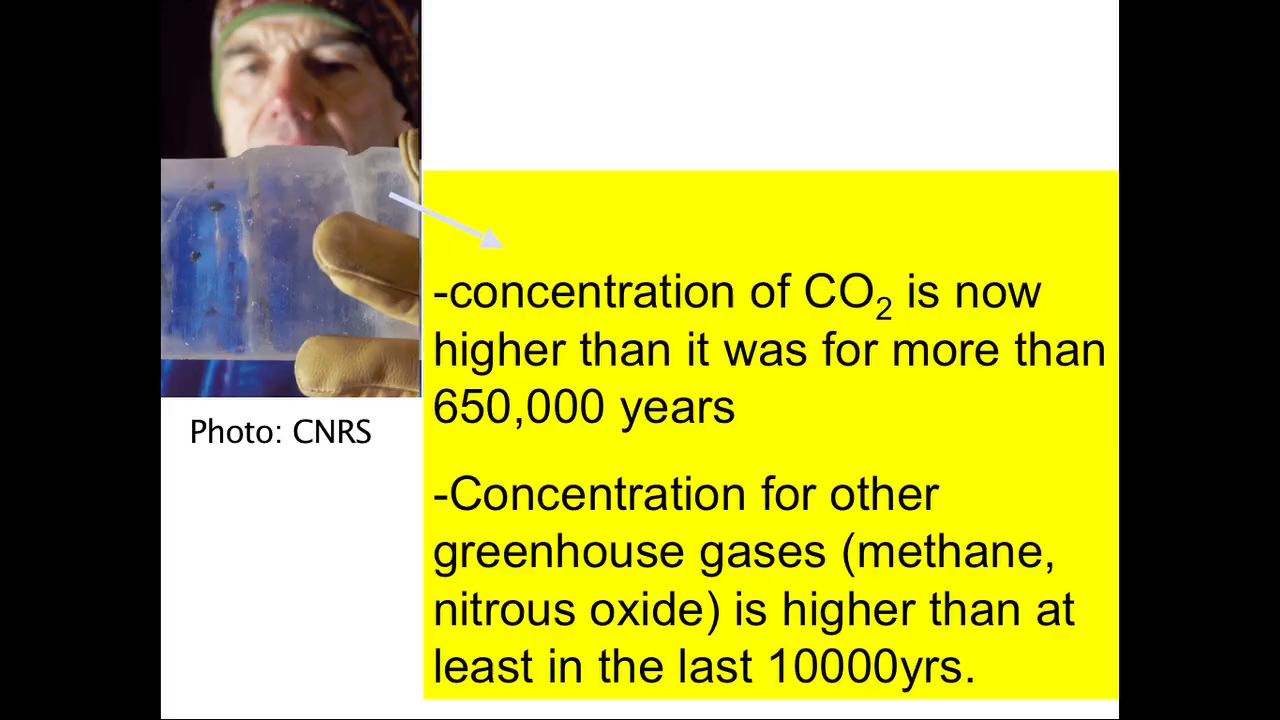 -concentration of CO₂ is now
higher than it was for more than
650,000 years
Photo: CNRS
-Concentration for other
greenhouse gases (methane,
nitrous oxide) is higher than at
least in the last 10000yrs.